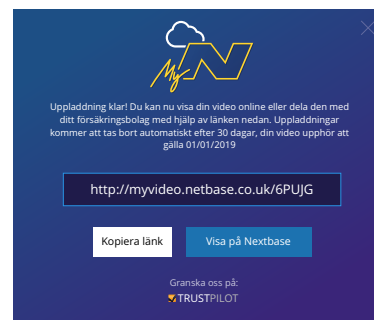 My N
Uppladdning klar! Du kan nu visa din video online eller dela den med
ditt försäkringsbolag med hjälp av länken nedan. Uppladdningar
kommer att tas bort automatiskt efter 30 dagar, din video upphör att
gälla 01/01/2019
http://myvideo.netbase.co.uk/6PUJG
Kopiera länk Visa på Nextbase
Granska oss på:
TRUSTPILOT